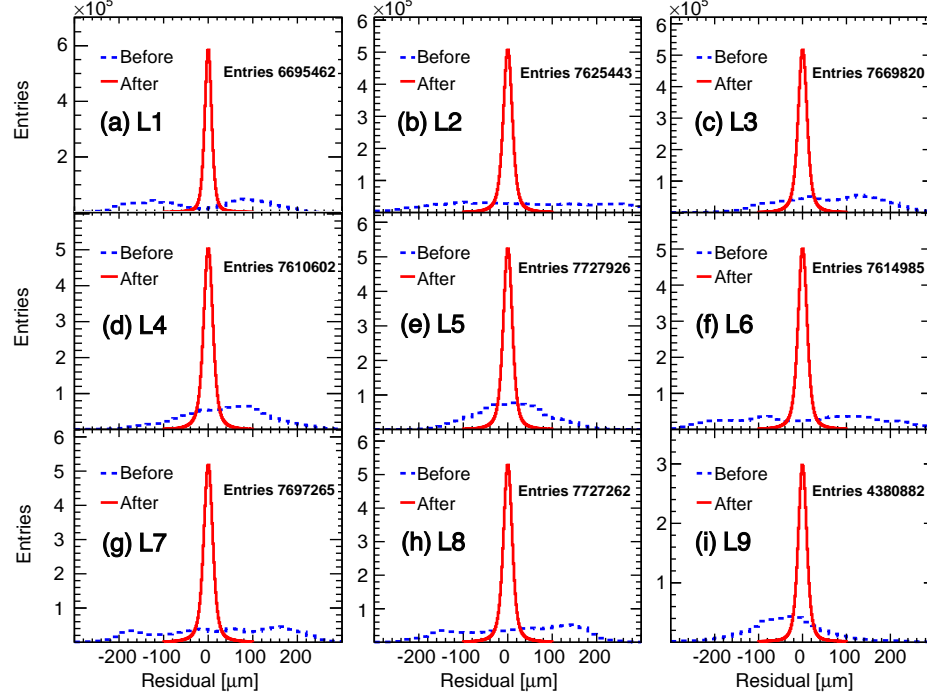 ×10⁵ ×10⁵ ×10⁵
Entries
6
4
2
Before
After
Entries 6695462
(a) L1
6
5
4
3
2
1
Before
After
Entries 7625443
(b) L2
6
5
4
3
2
1
Before
After
Entries 7669820
(c) L3
Entries
5
4
3
2
1
Before
After
Entries 7610602
(d) L4
6
5
4
3
2
1
Before
After
Entries 7727926
(e) L5
5
4
3
2
1
Before
After
Entries 7614985
(f) L6
Entries
6
5
4
3
2
1
Before
After
Entries 7697265
(g) L7
6
5
4
3
2
1
Before
After
Entries 7727262
(h) L8
3
2
1
Before
After
Entries 4380882
(i) L9
-200 -100 0 100 200
-200 -100 0 100 200
-200 -100 0 100 200
Residual [μm]
Residual [μm]
Residual [μm]